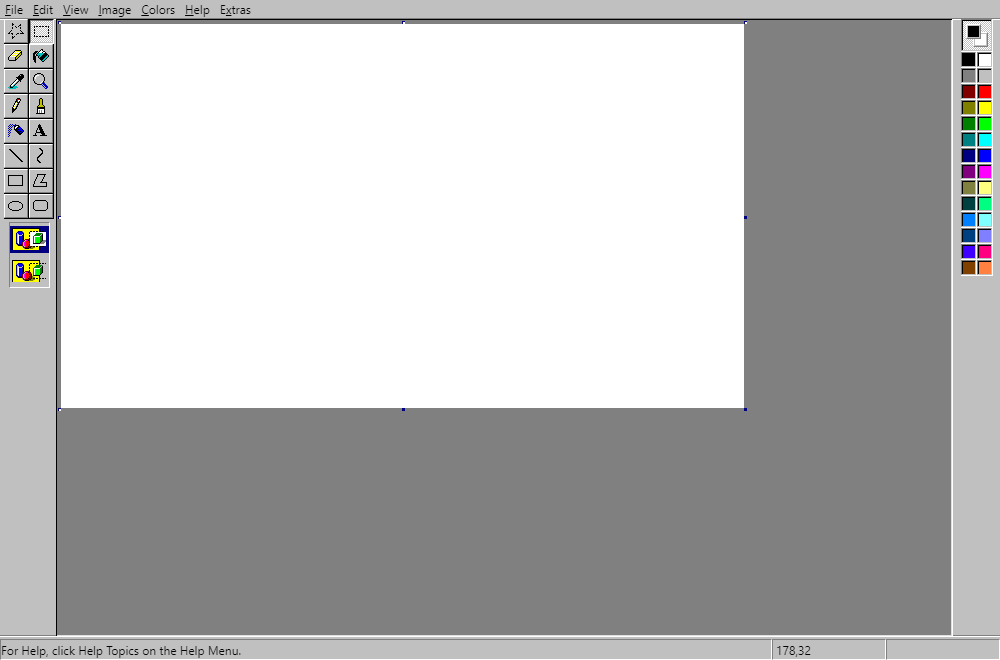 File Edit View Image Colors Help Extras
A
For Help, click Help Topics on the Help Menu.
178,32